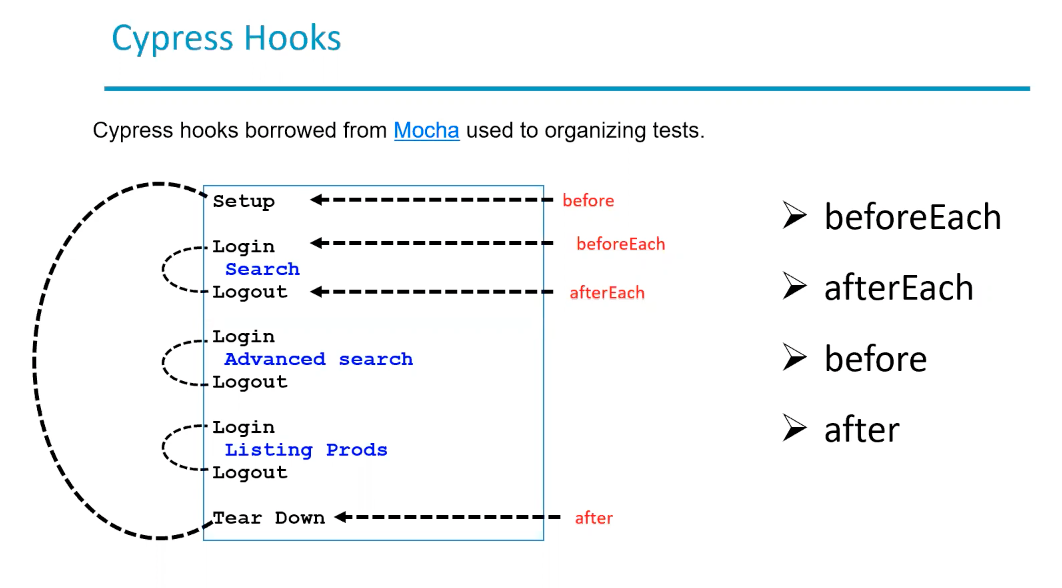 Cypress Hooks
Cypress hooks borrowed from Mocha used to organizing tests.
Setup
before
Login
beforeEach
Search
Logout
afterEach
Login
Advanced search
Logout
Login
Listing Prods
Logout
Tear Down
after
beforeEach
afterEach
before
after